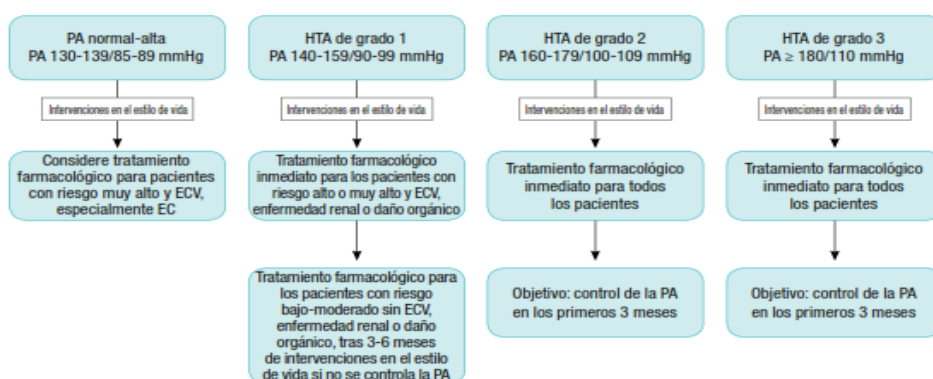 PA normal-alta
PA 130-139/85-89 mmHg
Intervenciones en el estilo de vida
Considere tratamiento
farmacológico para pacientes
con riesgo muy alto y ECV,
especialmente EC
HTA de grado 1
PA 140-159/90-99 mmHg
Intervenciones en el estilo de vida
Tratamiento farmacológico
inmediato para los pacientes con
riesgo alto o muy alto y ECV,
enfermedad renal o daño orgánico
Tratamiento farmacológico para
los pacientes con riesgo
bajo-moderado sin ECV,
enfermedad renal o daño
orgánico, tras 3-6 meses
de intervenciones en el estilo
de vida si no se controla la PA
HTA de grado 2
PA 160-179/100-109 mmHg
Intervenciones en el estilo de vida
Tratamiento farmacológico
inmediato para todos
los pacientes
Objetivo: control de la PA
en los primeros 3 meses
HTA de grado 3
PA ≥ 180/110 mmHg
Intervenciones en el estilo de vida
Tratamiento farmacológico
inmediato para todos
los pacientes
Objetivo: control de la PA
en los primeros 3 meses